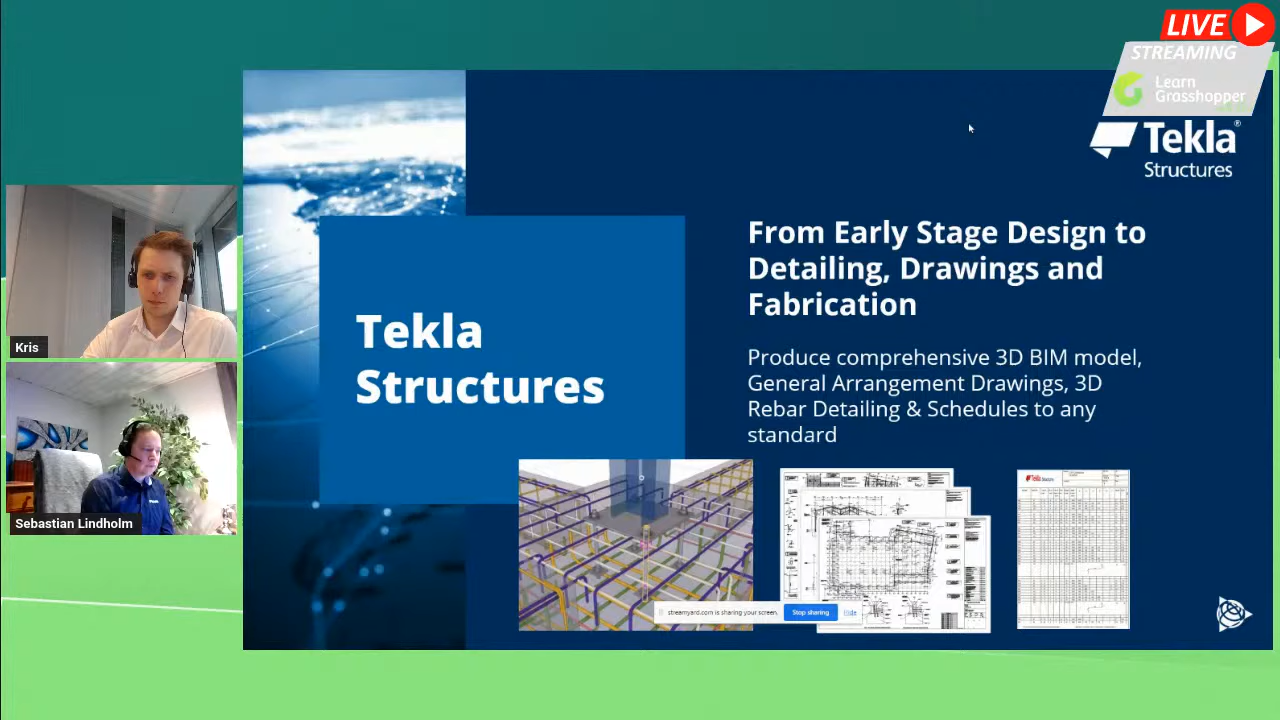 LIVE
STREAMING
Learn
Grasshopper
Tekla®
Structures
From Early Stage Design to
Detailing, Drawings and
Fabrication
Tekla
Structures
Produce comprehensive 3D BIM model,
General Arrangement Drawings, 3D
Rebar Detailing & Schedules to any
standard
Kris
Sebastian Lindholm
streamyard.com is sharing your screen.
Stop sharing
Hide